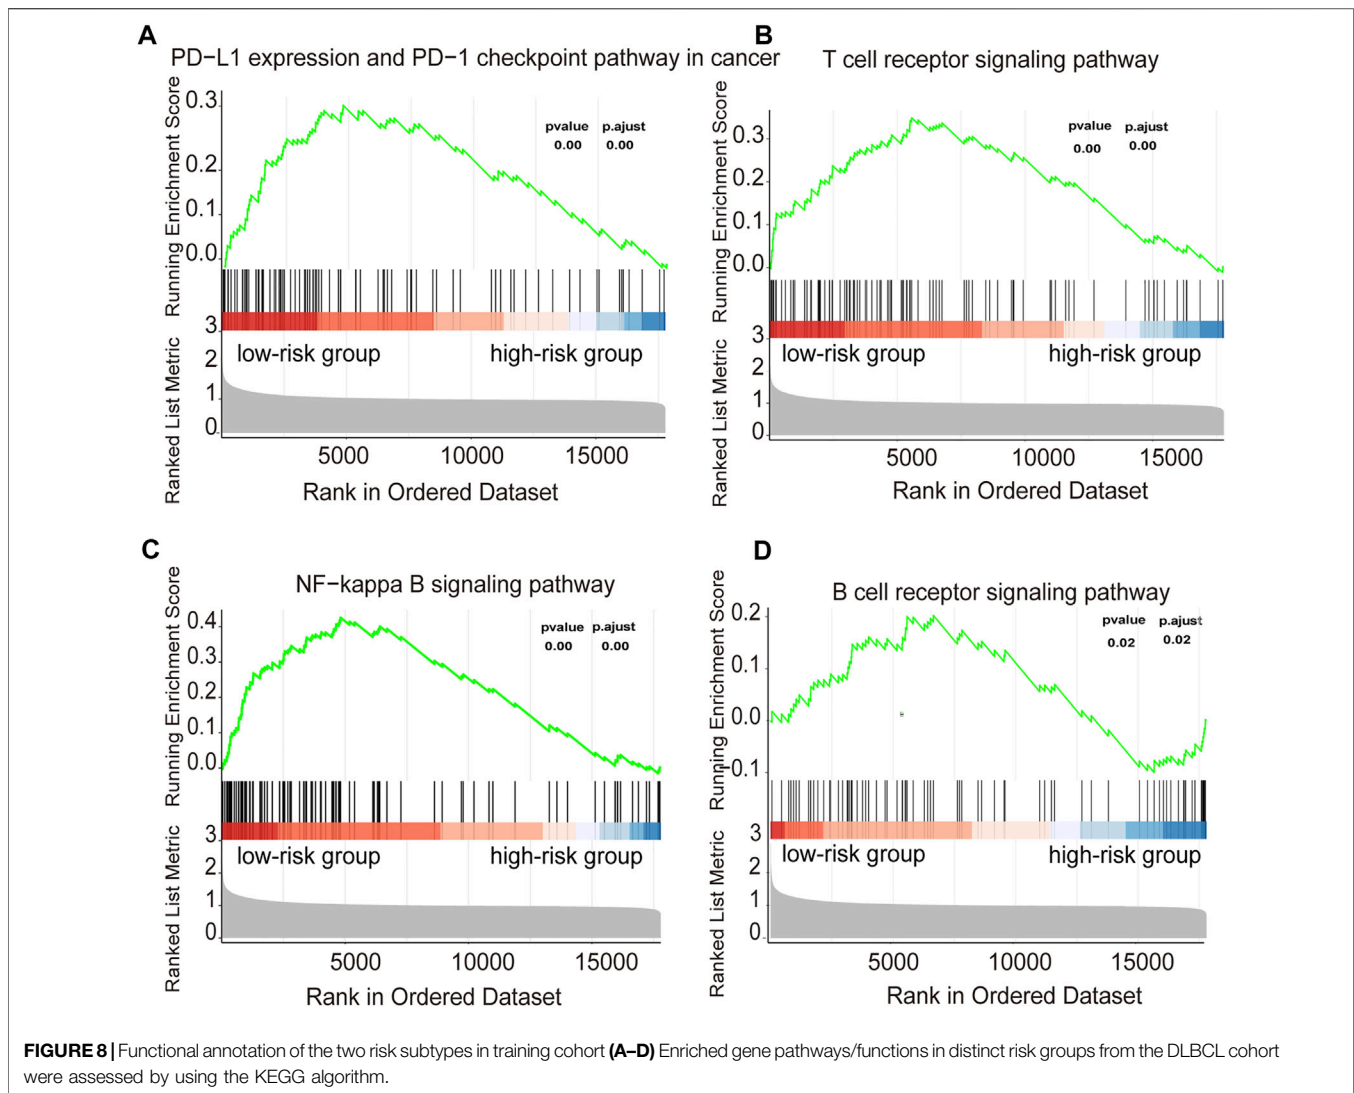 A
PD−L1 expression and PD−1 checkpoint pathway in cancer
Running Enrichment Score
0.3
0.2
0.1
0.0
pvalue p.ajust
0.00 0.00
Ranked List Metric
3
2
1
0
low-risk group high-risk group
5000 10000 15000
Rank in Ordered Dataset
B
T cell receptor signaling pathway
Running Enrichment Score
0.3
0.2
0.1
0.0
pvalue p.ajust
0.00 0.00
Ranked List Metric
3
2
1
0
low-risk group high-risk group
5000 10000 15000
Rank in Ordered Dataset
C
NF−kappa B signaling pathway
Running Enrichment Score
0.4
0.3
0.2
0.1
0.0
pvalue p.ajust
0.00 0.00
Ranked List Metric
3
2
1
0
low-risk group high-risk group
5000 10000 15000
Rank in Ordered Dataset
D
B cell receptor signaling pathway
Running Enrichment Score
0.2
0.1
0.0
−0.1
pvalue p.ajust
0.02 0.02
Ranked List Metric
3
2
1
0
low-risk group high-risk group
5000 10000 15000
Rank in Ordered Dataset
FIGURE 8 | Functional annotation of the two risk subtypes in training cohort (A–D) Enriched gene pathways/functions in distinct risk groups from the DLBCL cohort
were assessed by using the KEGG algorithm.